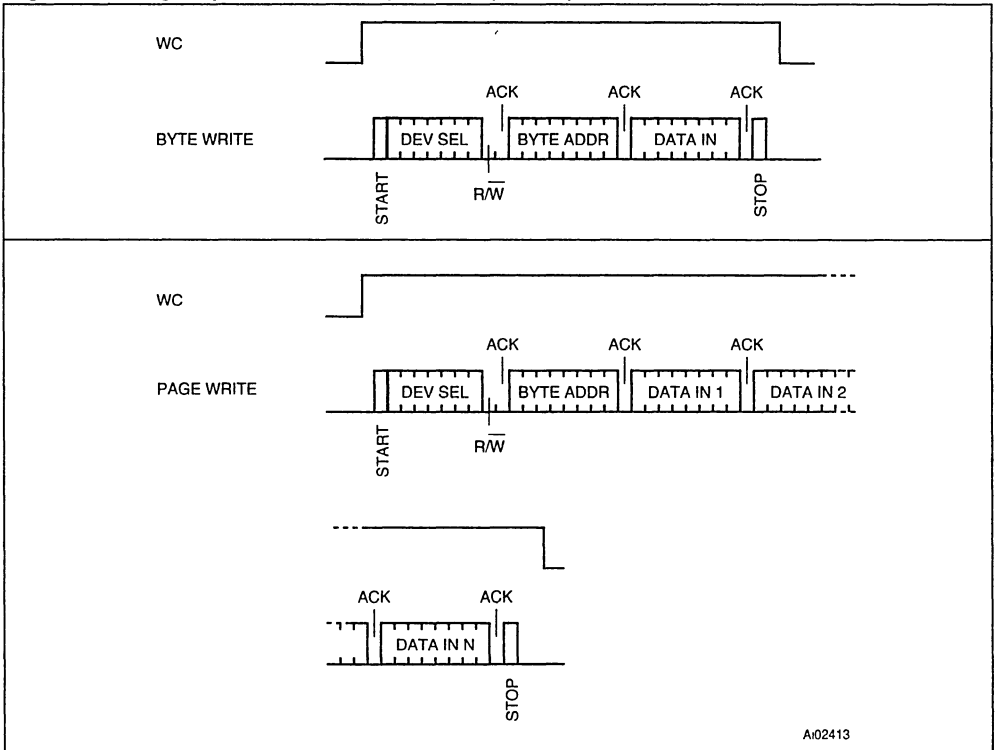 WC
ACK ACK ACK
BYTE WRITE
DEV SEL BYTE ADDR DATA IN
R/W̅
START
STOP
WC
ACK ACK ACK
PAGE WRITE
DEV SEL BYTE ADDR DATA IN 1 DATA IN 2
R/W̅
START
ACK ACK
DATA IN N
STOP
AI02413